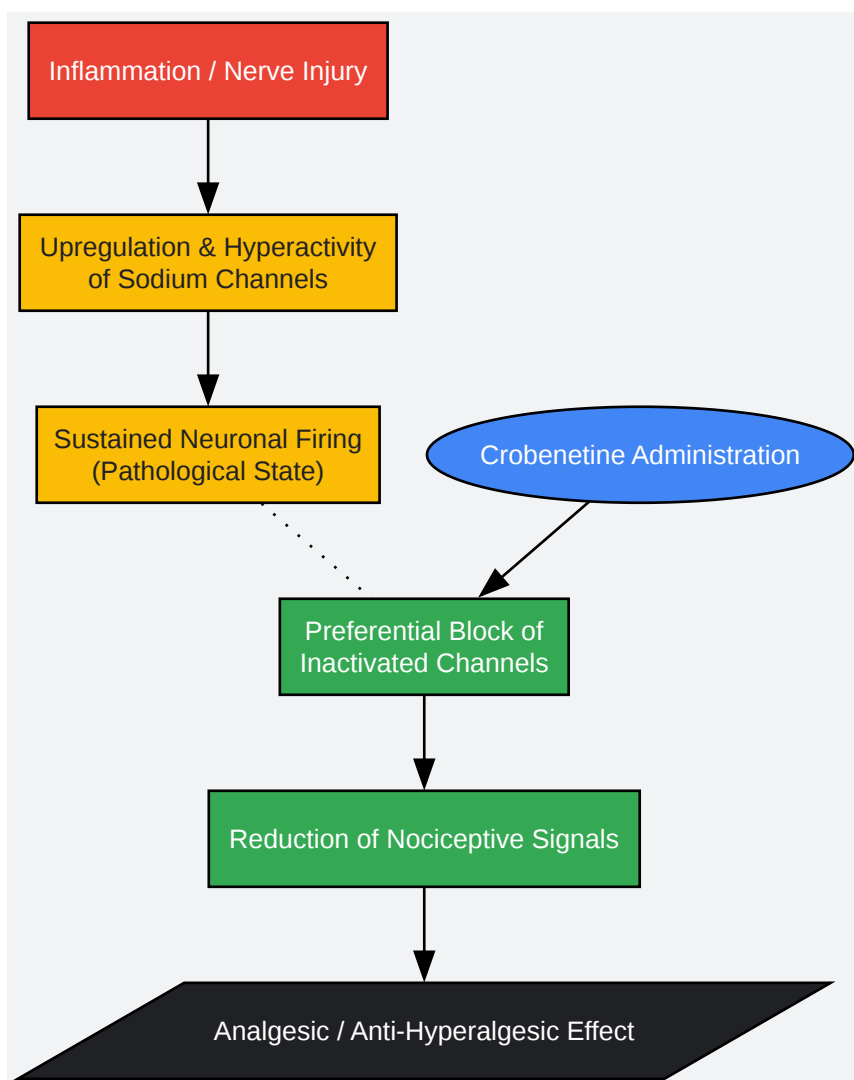 Inflammation / Nerve Injury
Upregulation & Hyperactivity
of Sodium Channels
Sustained Neuronal Firing
(Pathological State)
Crobenetine Administration
Preferential Block of
Inactivated Channels
Reduction of Nociceptive Signals
Analgesic / Anti-Hyperalgesic Effect